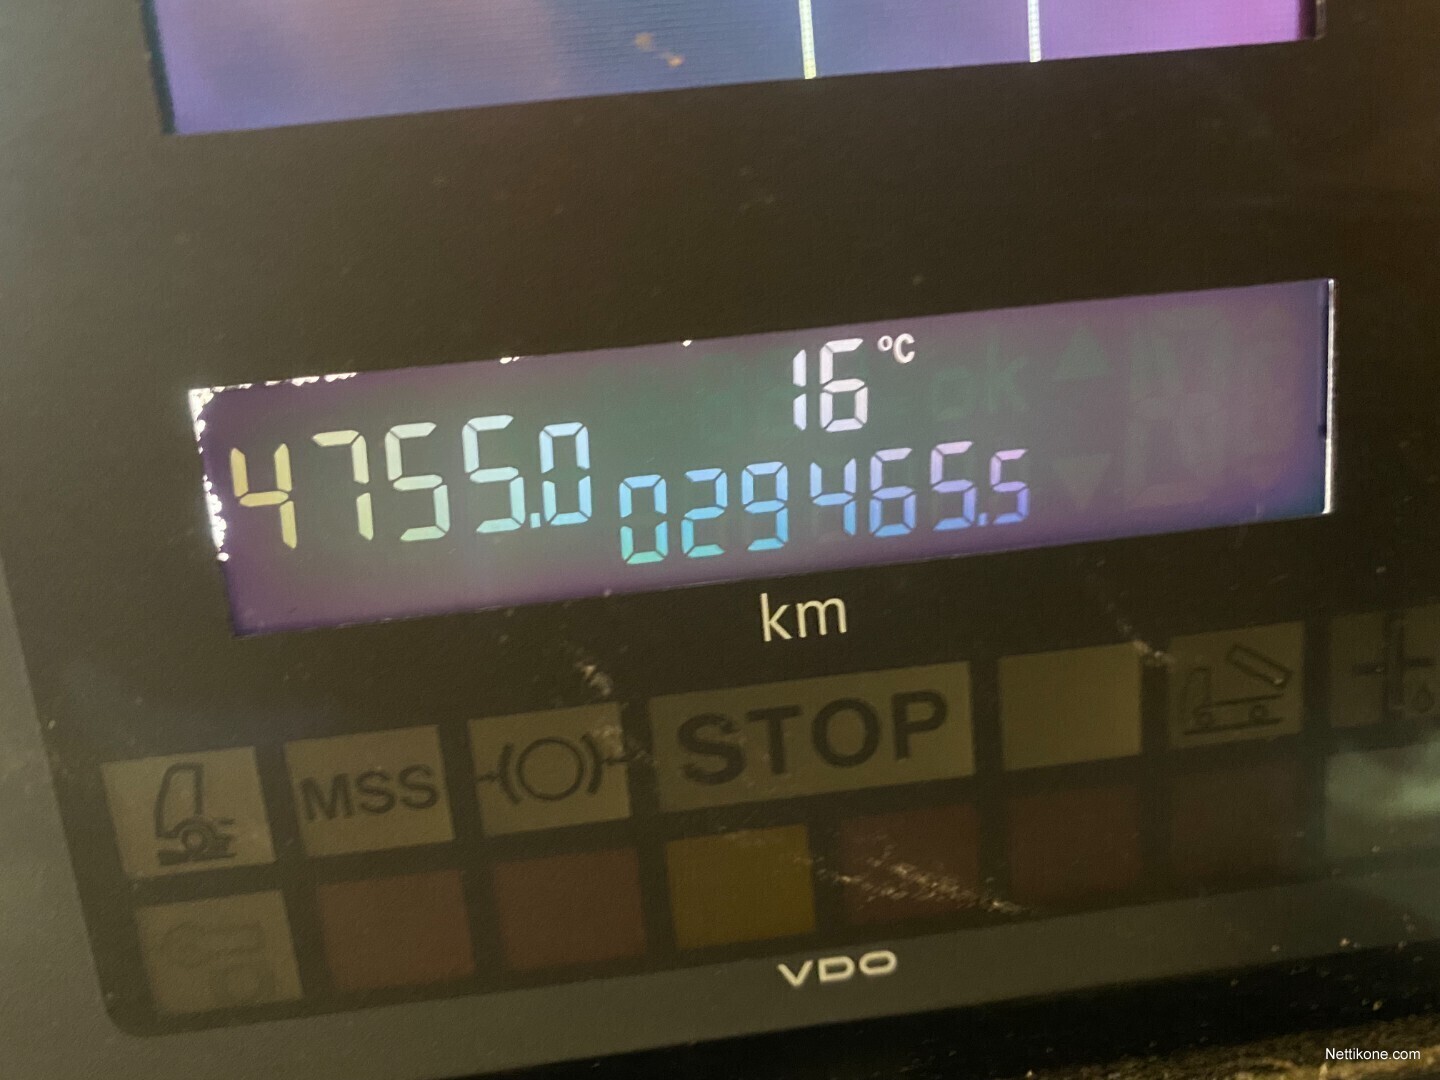 16 °C
4755.0 029465.5
km
MSS STOP
VDO
Nettikone.com